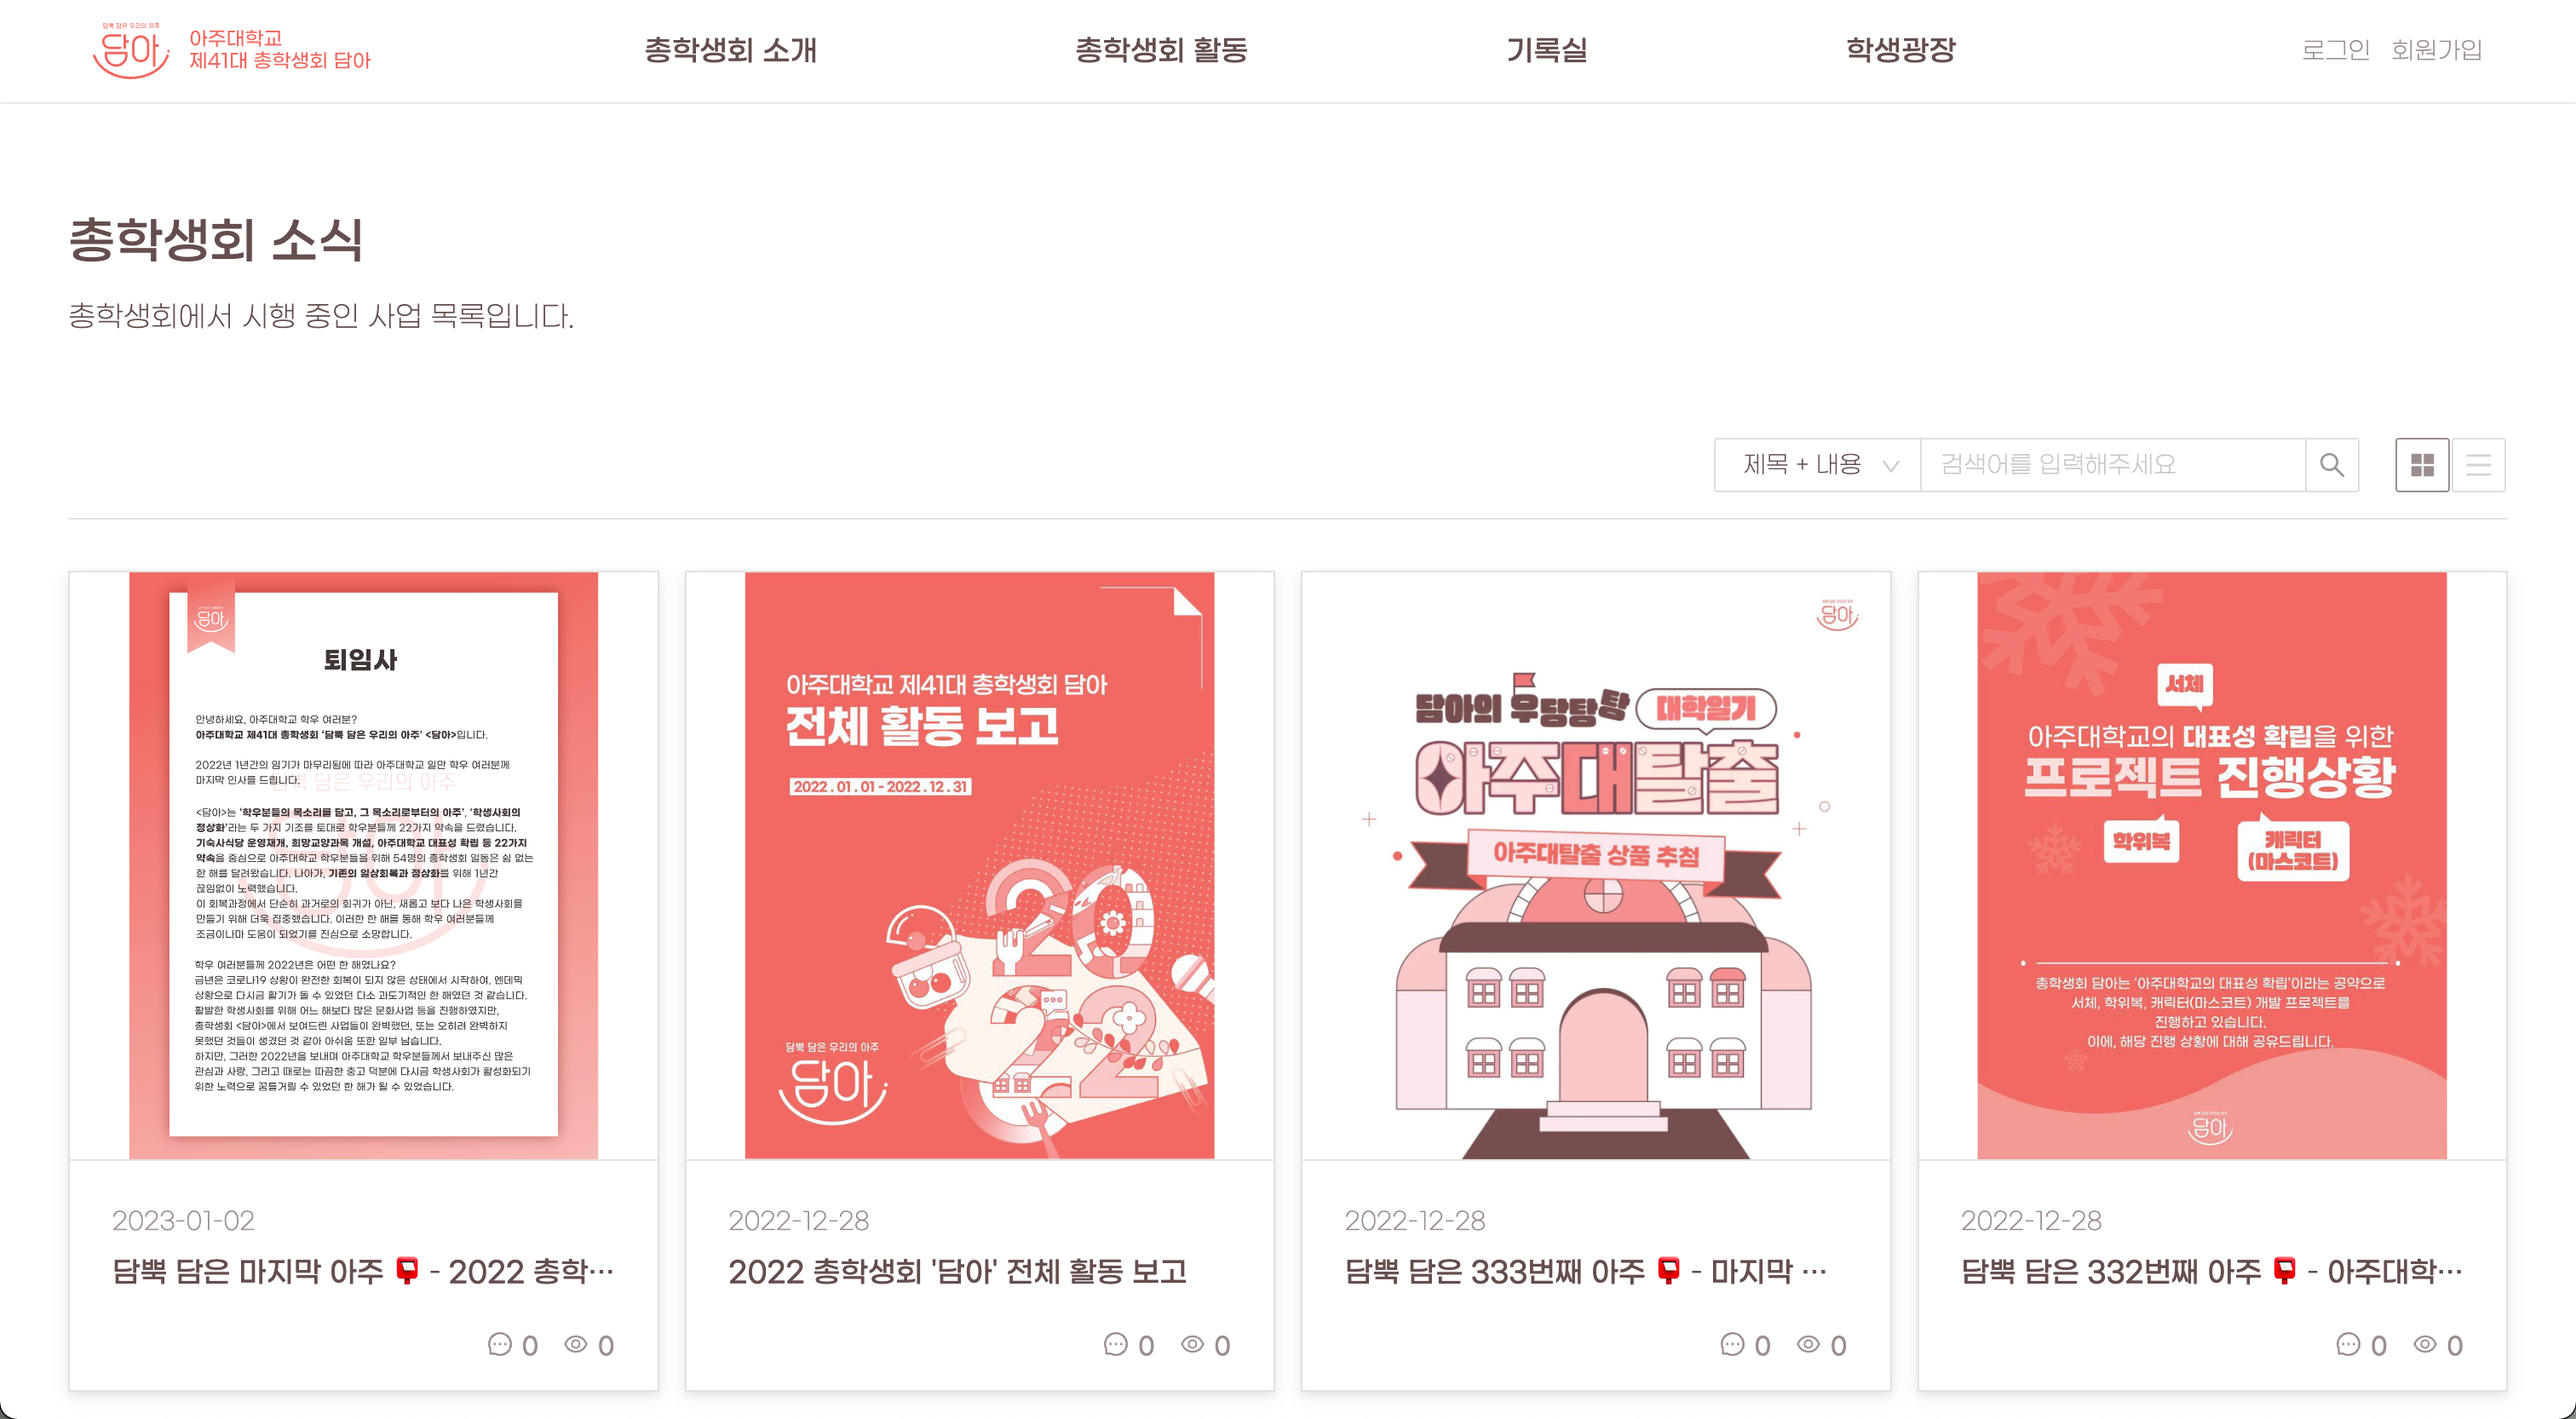 담뿍 담은 우리의 아주
담아
아주대학교
제41대 총학생회 담아
총학생회 소개
총학생회 활동
기록실
학생광장
로그인
회원가입
총학생회 소식
총학생회에서 시행 중인 사업 목록입니다.
제목 + 내용
검색어를 입력해주세요
담아
퇴임사
안녕하세요, 아주대학교 학우 여러분?
아주대학교 제41대 총학생회 '담뿍 담은 우리의 아주' <담아>입니다.
2022년 1년간의 임기가 마무리됨에 따라 아주대학교 일만 학우 여러분께
마지막 인사를 드립니다.
담은 우리의 아주
담아
<담아>는 '학우분들의 목소리를 담고, 그 목소리로부터의 아주', '학생사회의
정상화'라는 두 가지 기조를 토대로 학우분들께 22가지 약속을 드렸습니다.
기숙사식당 운영재개, 희망교양과목 개설, 아주대학교 대표성 확립 등 22가지
약속을 중심으로 아주대학교 학우분들을 위해 54명의 총학생회 일동은 쉼 없는
한 해를 달려왔습니다. 나아가, 기존의 일상회복과 정상화를 위해 1년간
끊임없이 노력했습니다.
이 회복과정에서 단순히 과거로의 회귀가 아닌, 새롭고 보다 나은 학생사회를
만들기 위해 더욱 집중했습니다. 이러한 한 해를 통해 학우 여러분들께
조금이나마 도움이 되었기를 진심으로 소망합니다.
학우 여러분들께 2022년은 어떤 한 해였나요?
금년은 코로나19 상황이 완전한 회복이 되지 않은 상태에서 시작하여, 엔데믹
상황으로 다시금 활기가 돌 수 있었던 다소 과도기적인 한 해였던 것 같습니다.
활발한 학생사회를 위해 어느 해보다 많은 문화사업 등을 진행하였지만,
총학생회 <담아>에서 보여드린 사업들이 완벽했던, 또는 오히려 완벽하지
못했던 것들이 생겼던 것 같아 아쉬움 또한 일부 남습니다.
하지만, 그러한 2022년을 보내며 아주대학교 학우분들께서 보내주신 많은
관심과 사랑, 그리고 때로는 따끔한 충고 덕분에 다시금 학생사회가 활성화되기
위한 노력으로 꿈틀거릴 수 있었던 한 해가 될 수 있었습니다.
2023-01-02
담뿍 담은 마지막 아주 📮 - 2022 총학…
0 0
아주대학교 제41대 총학생회 담아
전체 활동 보고
2022 . 01 . 01 - 2022 . 12 . 31
2022
담뿍 담은 우리의 아주
담아
2022-12-28
2022 총학생회 '담아' 전체 활동 보고
0 0
담아
담아의 우당탕탕 대학일기
아주대탈출
아주대탈출 상품 추첨
2022-12-28
담뿍 담은 333번째 아주 📮 - 마지막 …
0 0
서체
아주대학교의 대표성 확립을 위한
프로젝트 진행상황
학위복
캐릭터
(마스코트)
총학생회 담아는 '아주대학교의 대표성 확립'이라는 공약으로
서체, 학위복, 캐릭터(마스코트) 개발 프로젝트를
진행하고 있습니다.
이에, 해당 진행 상황에 대해 공유드립니다.
담아
2022-12-28
담뿍 담은 332번째 아주 📮 - 아주대학…
0 0